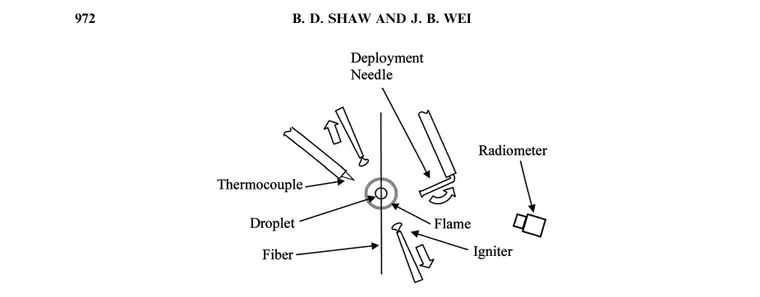 972
B. D. SHAW AND J. B. WEI
Deployment
Needle
Radiometer
Thermocouple
Droplet
Flame
Fiber
Igniter